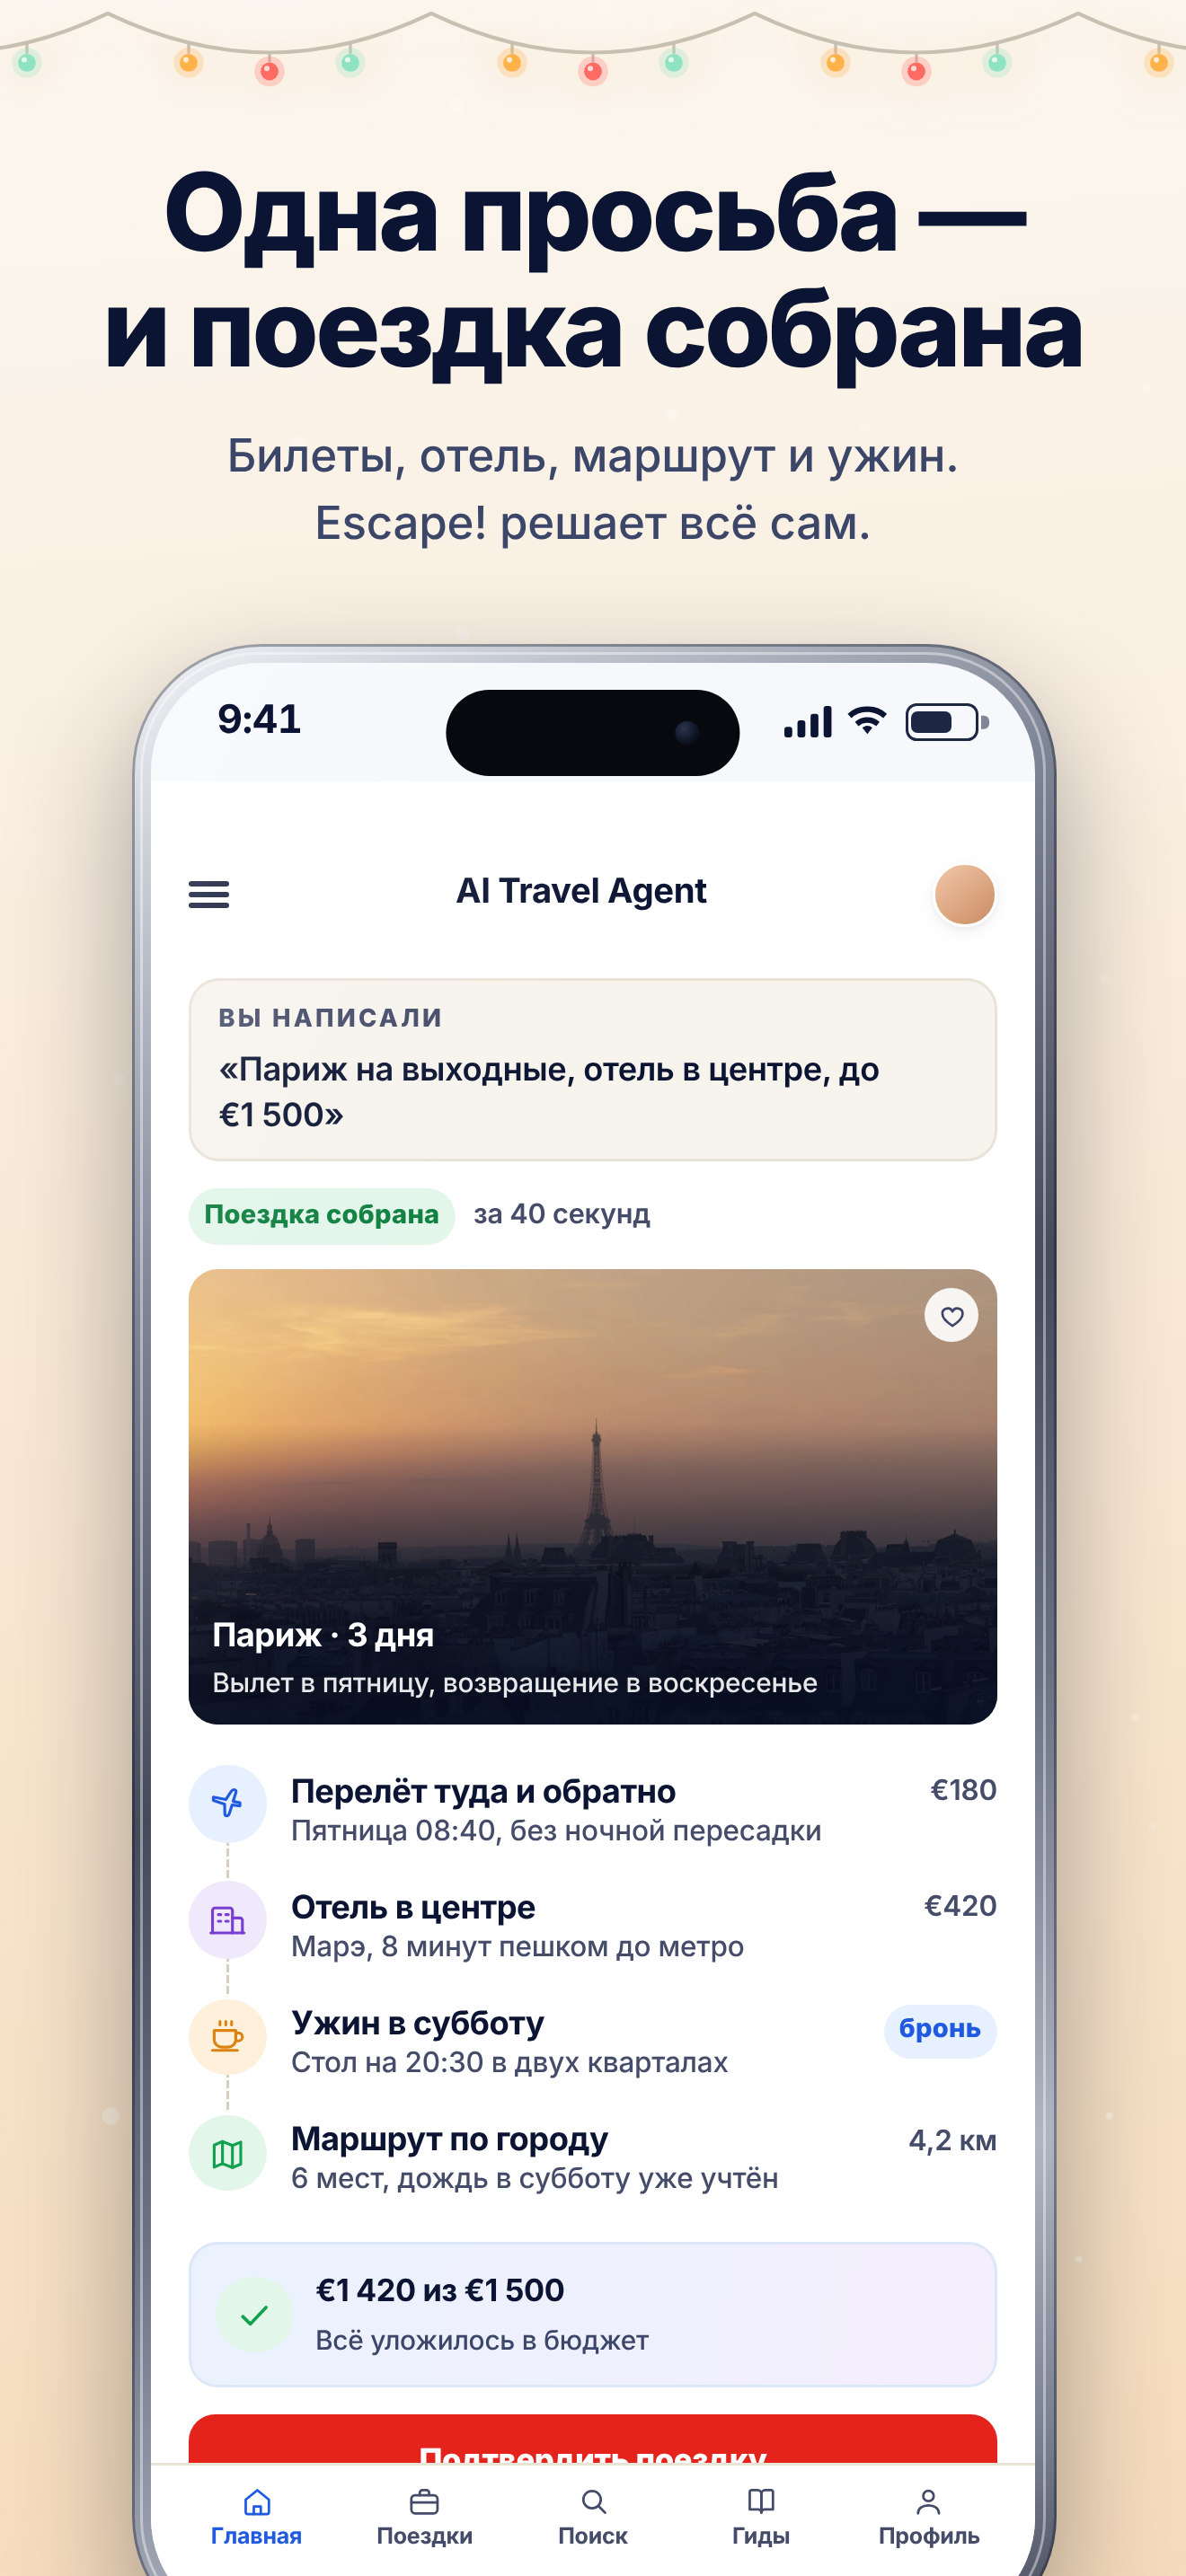 Одна просьба —
и поездка собрана
Билеты, отель, маршрут и ужин.
Escape! решает всё сам.
9:41
AI Travel Agent
ВЫ НАПИСАЛИ
«Париж на выходные, отель в центре, до
€1 500»
Поездка собрана за 40 секунд
Париж · 3 дня
Вылет в пятницу, возвращение в воскресенье
Перелёт туда и обратно €180
Пятница 08:40, без ночной пересадки
Отель в центре €420
Марэ, 8 минут пешком до метро
Ужин в субботу бронь
Стол на 20:30 в двух кварталах
Маршрут по городу 4,2 км
6 мест, дождь в субботу уже учтён
€1 420 из €1 500
Всё уложилось в бюджет
Подтвердить поездку
Главная Поездки Поиск Гиды Профиль